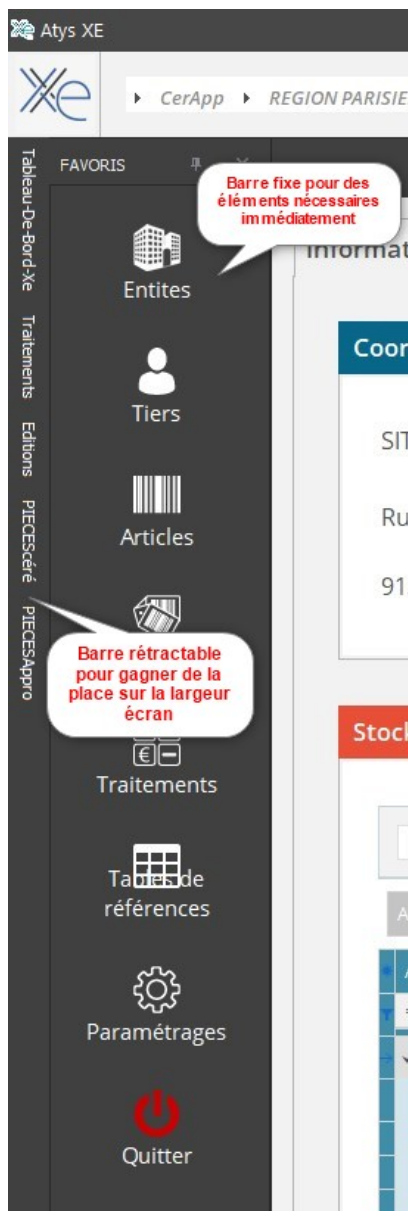 Atys XE
Xe
CerApp
REGION PARISIE
Tableau-De-Bord-Xe
Traitements
Editions
PIECEScéré
PIECESAppro
FAVORIS
Barre fixe pour des
éléments nécessaires
immédiatement
Entites
Tiers
Articles
Barre rétractable
pour gagner de la
place sur la largeur
écran
Traitements
Tables de
références
Paramétrages
Quitter
Informat
Coor
SIT
Ru
91
Stock
A
A